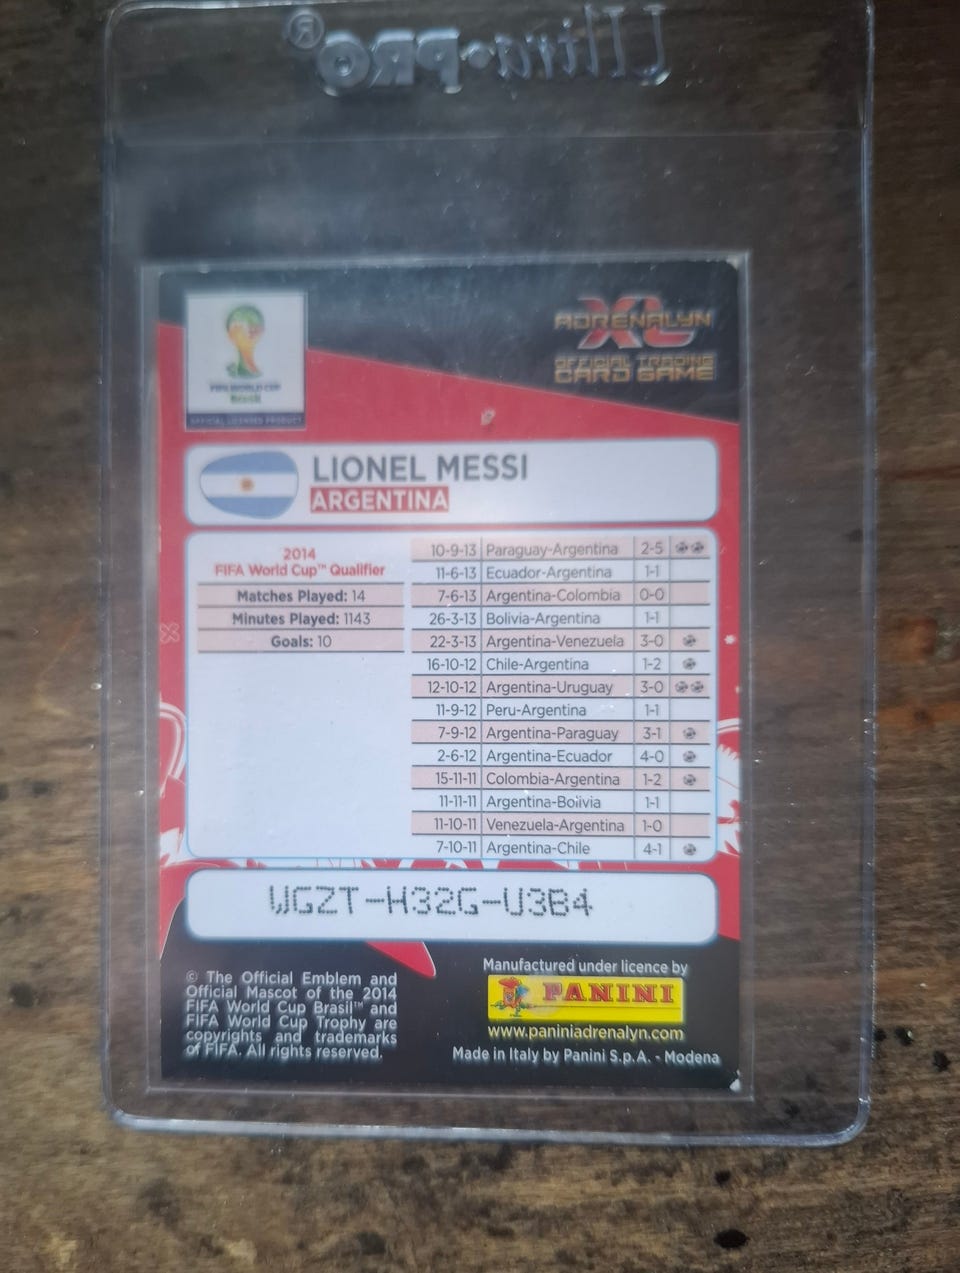 Ultra•PRO®
FIFA WORLD CUP
Brasil
OFFICIAL LICENSED PRODUCT
ADRENALYN
XL
OFFICIAL TRADING
CARD GAME
LIONEL MESSI
ARGENTINA
2014
FIFA World Cup™ Qualifier
Matches Played: 14
Minutes Played: 1143
Goals: 10
10-9-13 Paraguay-Argentina 2-5
11-6-13 Ecuador-Argentina 1-1
7-6-13 Argentina-Colombia 0-0
26-3-13 Bolivia-Argentina 1-1
22-3-13 Argentina-Venezuela 3-0
16-10-12 Chile-Argentina 1-2
12-10-12 Argentina-Uruguay 3-0
11-9-12 Peru-Argentina 1-1
7-9-12 Argentina-Paraguay 3-1
2-6-12 Argentina-Ecuador 4-0
15-11-11 Colombia-Argentina 1-2
11-11-11 Argentina-Bolivia 1-1
11-10-11 Venezuela-Argentina 1-0
7-10-11 Argentina-Chile 4-1
WGZT-H32G-U3B4
© The Official Emblem and
Official Mascot of the 2014
FIFA World Cup Brasil™ and
FIFA World Cup Trophy are
copyrights and trademarks
of FIFA. All rights reserved.
Manufactured under licence by
PANINI
www.paniniadrenalyn.com
Made in Italy by Panini S.p.A. - Modena